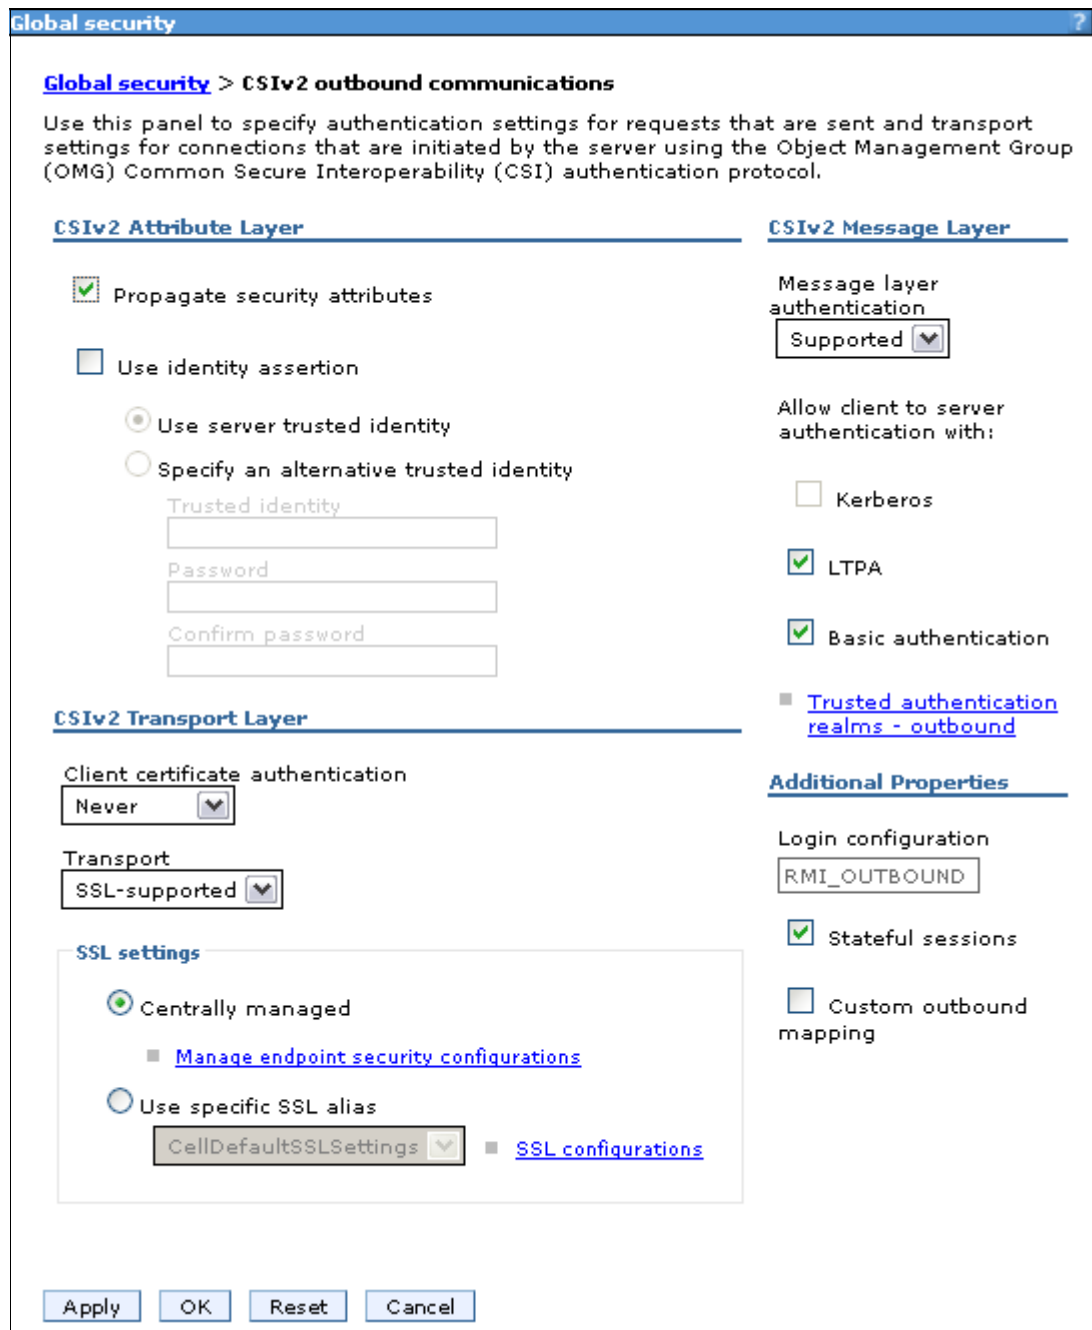 Global security
?
Global security > CSIv2 outbound communications
Use this panel to specify authentication settings for requests that are sent and transport
settings for connections that are initiated by the server using the Object Management Group
(OMG) Common Secure Interoperability (CSI) authentication protocol.
CSIv2 Attribute Layer
Propagate security attributes
Use identity assertion
Use server trusted identity
Specify an alternative trusted identity
Trusted identity
Password
Confirm password
CSIv2 Transport Layer
Client certificate authentication
Never
Transport
SSL-supported
SSL settings
Centrally managed
Manage endpoint security configurations
Use specific SSL alias
CellDefaultSSLSettings
SSL configurations
CSIv2 Message Layer
Message layer
authentication
Supported
Allow client to server
authentication with:
Kerberos
LTPA
Basic authentication
Trusted authentication
realms - outbound
Additional Properties
Login configuration
RMI_OUTBOUND
Stateful sessions
Custom outbound
mapping
Apply
OK
Reset
Cancel